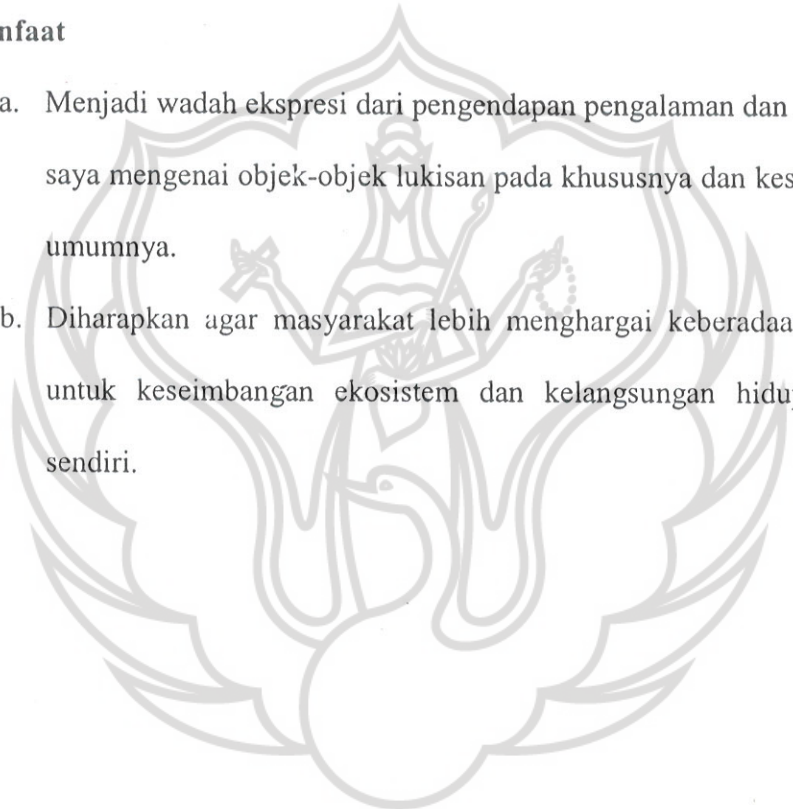 nfaat
a. Menjadi wadah ekspresi dari pengendapan pengalaman dan
saya mengenai objek-objek lukisan pada khususnya dan kes
umumnya.
b. Diharapkan agar masyarakat lebih menghargai keberadaa
untuk keseimbangan ekosistem dan kelangsungan hidu
sendiri.